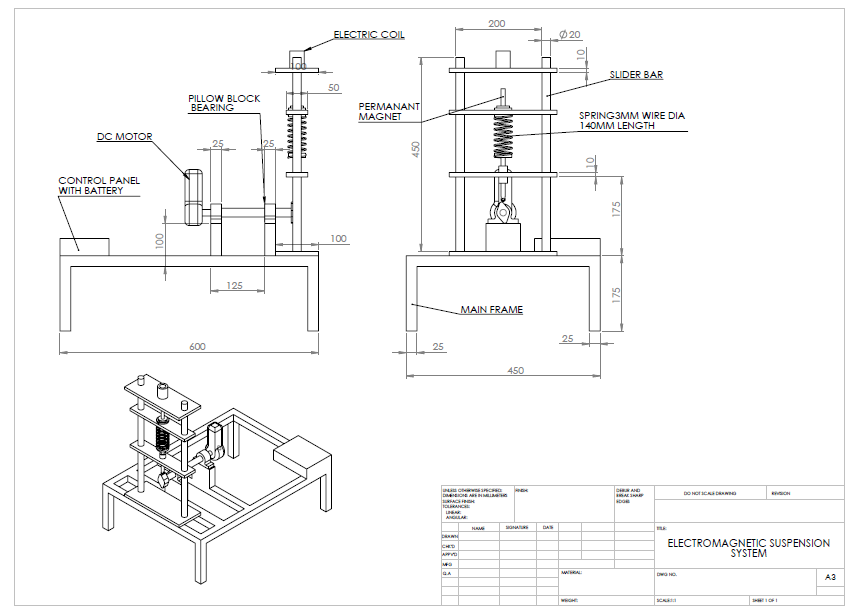 ELECTRIC COIL
100
50
PILLOW BLOCK
BEARING
DC MOTOR
25
25
CONTROL PANEL
WITH BATTERY
100
100
125
600
200
Ø20
10
SLIDER BAR
PERMANANT
MAGNET
SPRING3MM WIRE DIA
140MM LENGTH
450
10
175
175
MAIN FRAME
25
25
450
UNLESS OTHERWISE SPECIFIED:
DIMENSIONS ARE IN MILLIMETERS
SURFACE FINISH:
TOLERANCES:
LINEAR:
ANGULAR:
FINISH:
DEBUR AND
BREAK SHARP
EDGES
DO NOT SCALE DRAWING
REVISION
NAME
SIGNATURE
DATE
DRAWN
CHK'D
APPV'D
MFG
Q.A
TITLE:
ELECTROMAGNETIC SUSPENSION
SYSTEM
MATERIAL:
DWG NO.
A3
WEIGHT:
SCALE:1:1
SHEET 1 OF 1